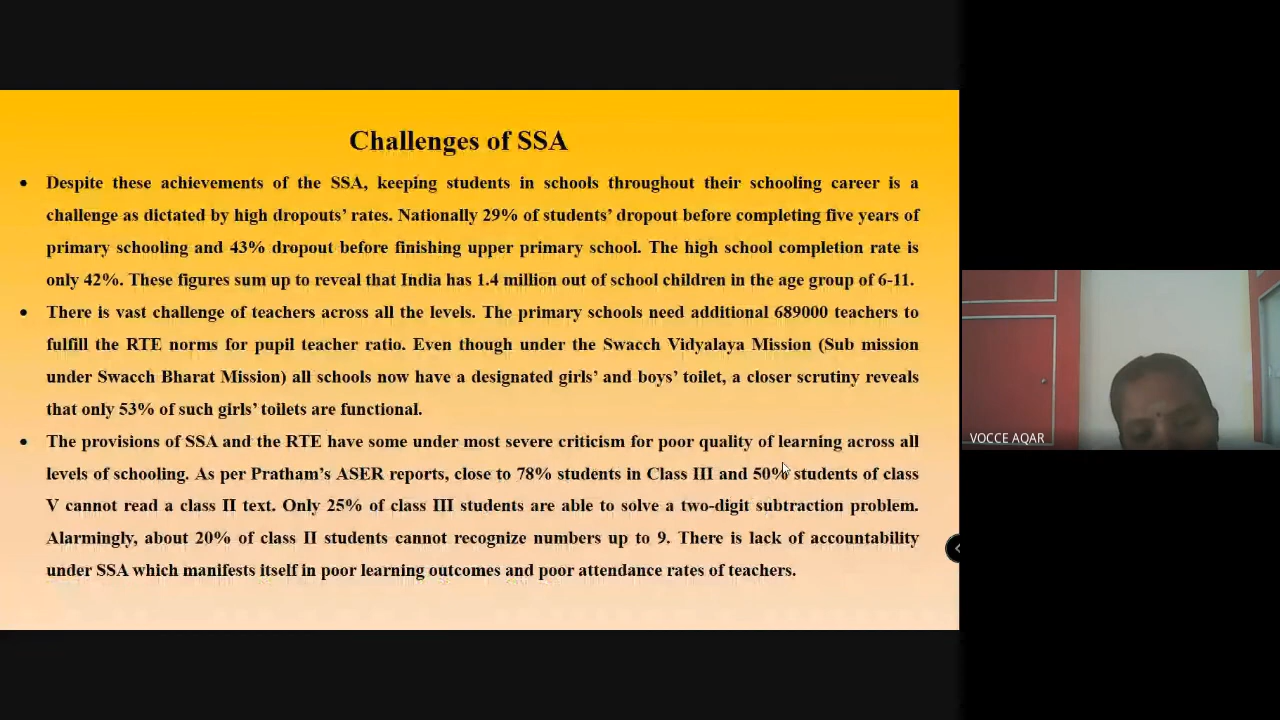 Challenges of SSA
• Despite these achievements of the SSA, keeping students in schools throughout their schooling career is a
challenge as dictated by high dropouts’ rates. Nationally 29% of students’ dropout before completing five years of
primary schooling and 43% dropout before finishing upper primary school. The high school completion rate is
only 42%. These figures sum up to reveal that India has 1.4 million out of school children in the age group of 6-11.
• There is vast challenge of teachers across all the levels. The primary schools need additional 689000 teachers to
fulfill the RTE norms for pupil teacher ratio. Even though under the Swacch Vidyalaya Mission (Sub mission
under Swacch Bharat Mission) all schools now have a designated girls’ and boys’ toilet, a closer scrutiny reveals
that only 53% of such girls’ toilets are functional.
• The provisions of SSA and the RTE have some under most severe criticism for poor quality of learning across all
levels of schooling. As per Pratham’s ASER reports, close to 78% students in Class III and 50% students of class
V cannot read a class II text. Only 25% of class III students are able to solve a two-digit subtraction problem.
Alarmingly, about 20% of class II students cannot recognize numbers up to 9. There is lack of accountability
under SSA which manifests itself in poor learning outcomes and poor attendance rates of teachers.
VOCCE AQAR